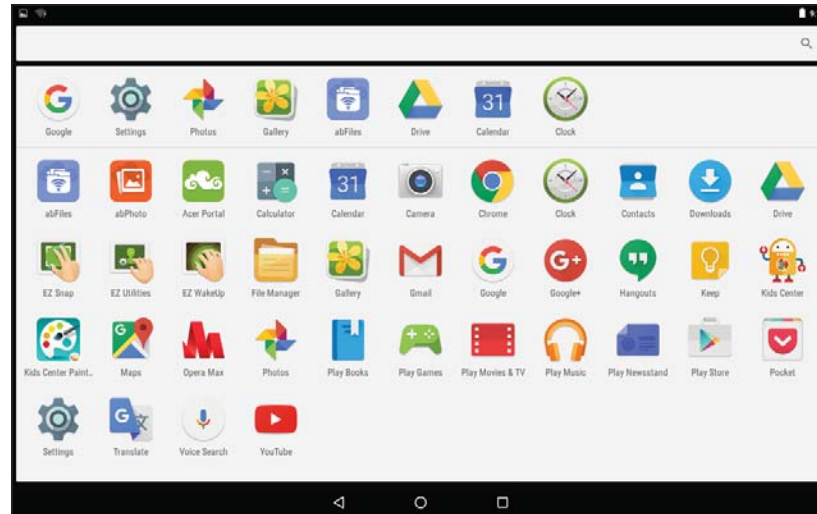 9:
Google Settings Photos Gallery abFiles Drive Calendar Clock
31
abFiles abPhoto Acer Portal Calculator Calendar Camera Chrome Clock Contacts Downloads Drive
31
EZ Snap EZ Utilities EZ WakeUp File Manager Gallery Gmail Google Google+ Hangouts Keep Kids Center
G+
Kids Center Paint.. Maps Opera Max Photos Play Books Play Games Play Movies & TV Play Music Play Newsstand Play Store Pocket
G
Settings Translate Voice Search YouTube
G